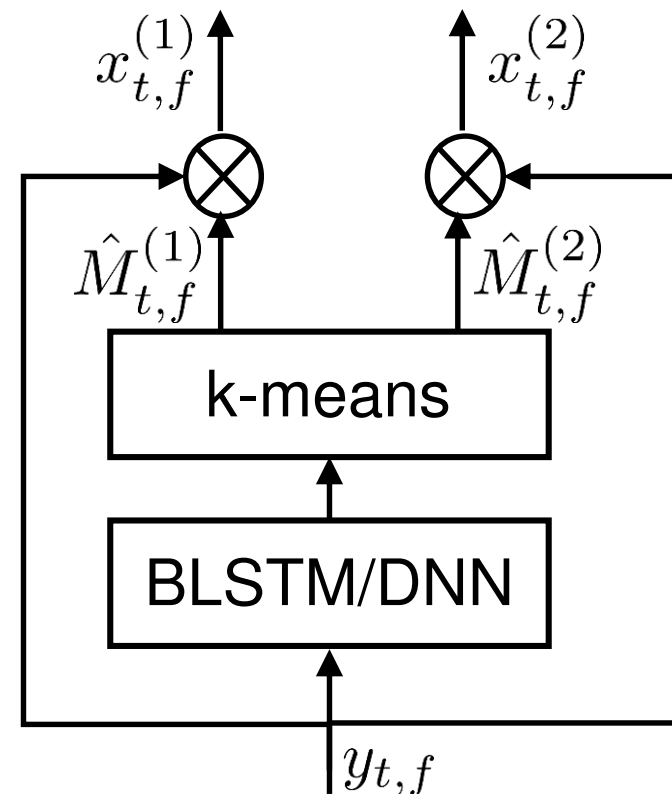 x_{t,f}^{(1)} x_{t,f}^{(2)}
\hat{M}_{t,f}^{(1)} \hat{M}_{t,f}^{(2)}
k-means
BLSTM/DNN
y_{t,f}